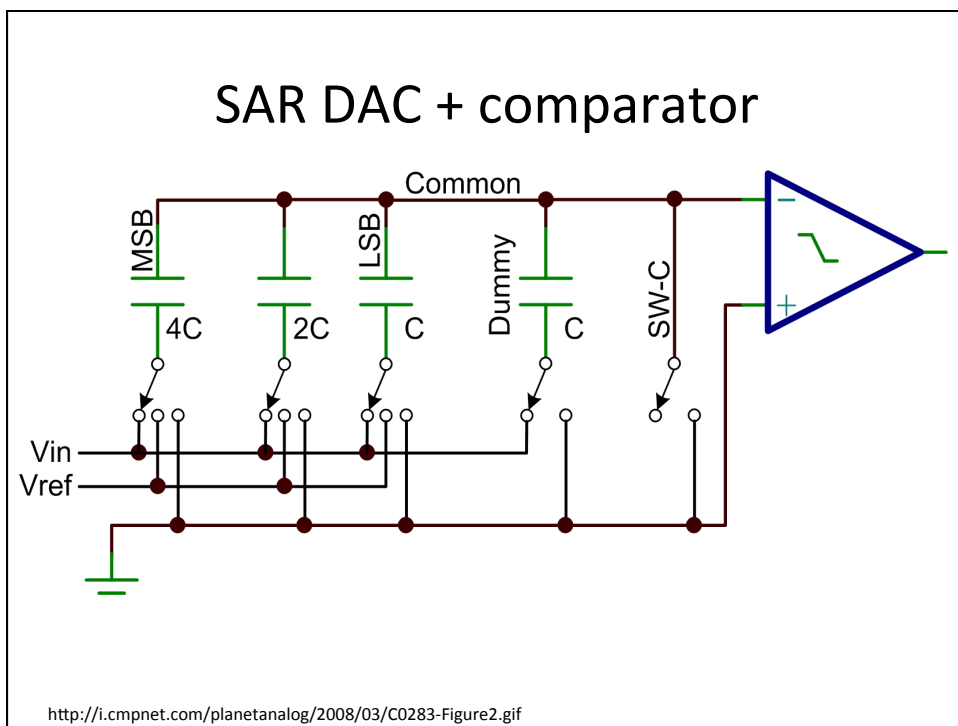 SAR DAC + comparator
Common
MSB
LSB
Dummy
SW-C
4C
2C
C
C
−
+
Vin
Vref
http://i.cmpnet.com/planetanalog/2008/03/C0283-Figure2.gif